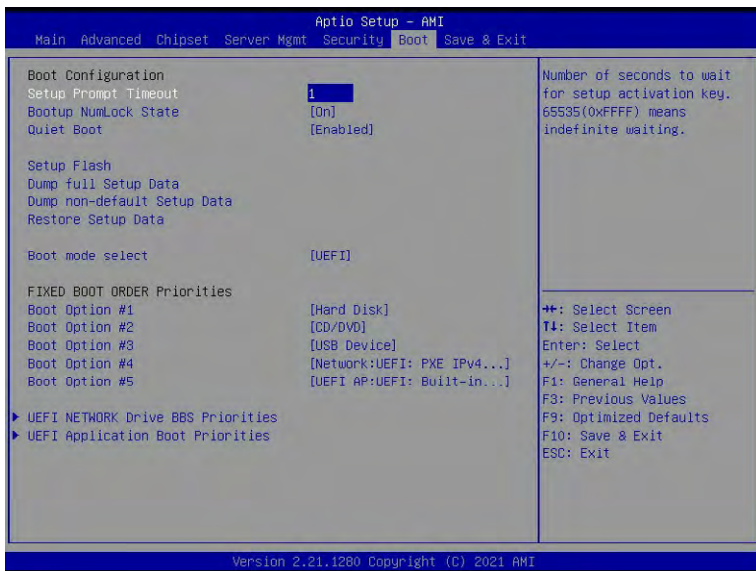 Aptio Setup - AMI
Main Advanced Chipset Server Mgmt Security Boot Save & Exit
Boot Configuration
Setup Prompt Timeout 1
Bootup NumLock State [On]
Quiet Boot [Enabled]
Setup Flash
Dump full Setup Data
Dump non-default Setup Data
Restore Setup Data
Boot mode select [UEFI]
FIXED BOOT ORDER Priorities
Boot Option #1 [Hard Disk]
Boot Option #2 [CD/DVD]
Boot Option #3 [USB Device]
Boot Option #4 [Network:UEFI: PXE IPv4...]
Boot Option #5 [UEFI AP:UEFI: Built-in...]
▶ UEFI NETWORK Drive BBS Priorities
▶ UEFI Application Boot Priorities
Number of seconds to wait
for setup activation key.
65535(0xFFFF) means
indefinite waiting.
→←: Select Screen
↑↓: Select Item
Enter: Select
+/-: Change Opt.
F1: General Help
F3: Previous Values
F9: Optimized Defaults
F10: Save & Exit
ESC: Exit
Version 2.21.1280 Copyright (C) 2021 AMI